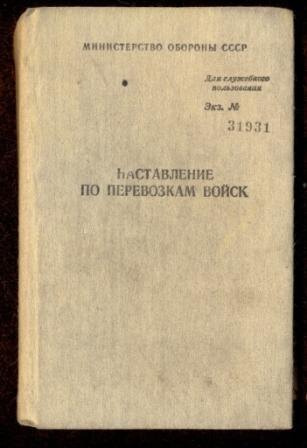 МИНИСТЕРСТВО ОБОРОНЫ СССР
Для служебного
пользования
Экз. №
31931
НАСТАВЛЕНИЕ
ПО ПЕРЕВОЗКАМ ВОЙСК